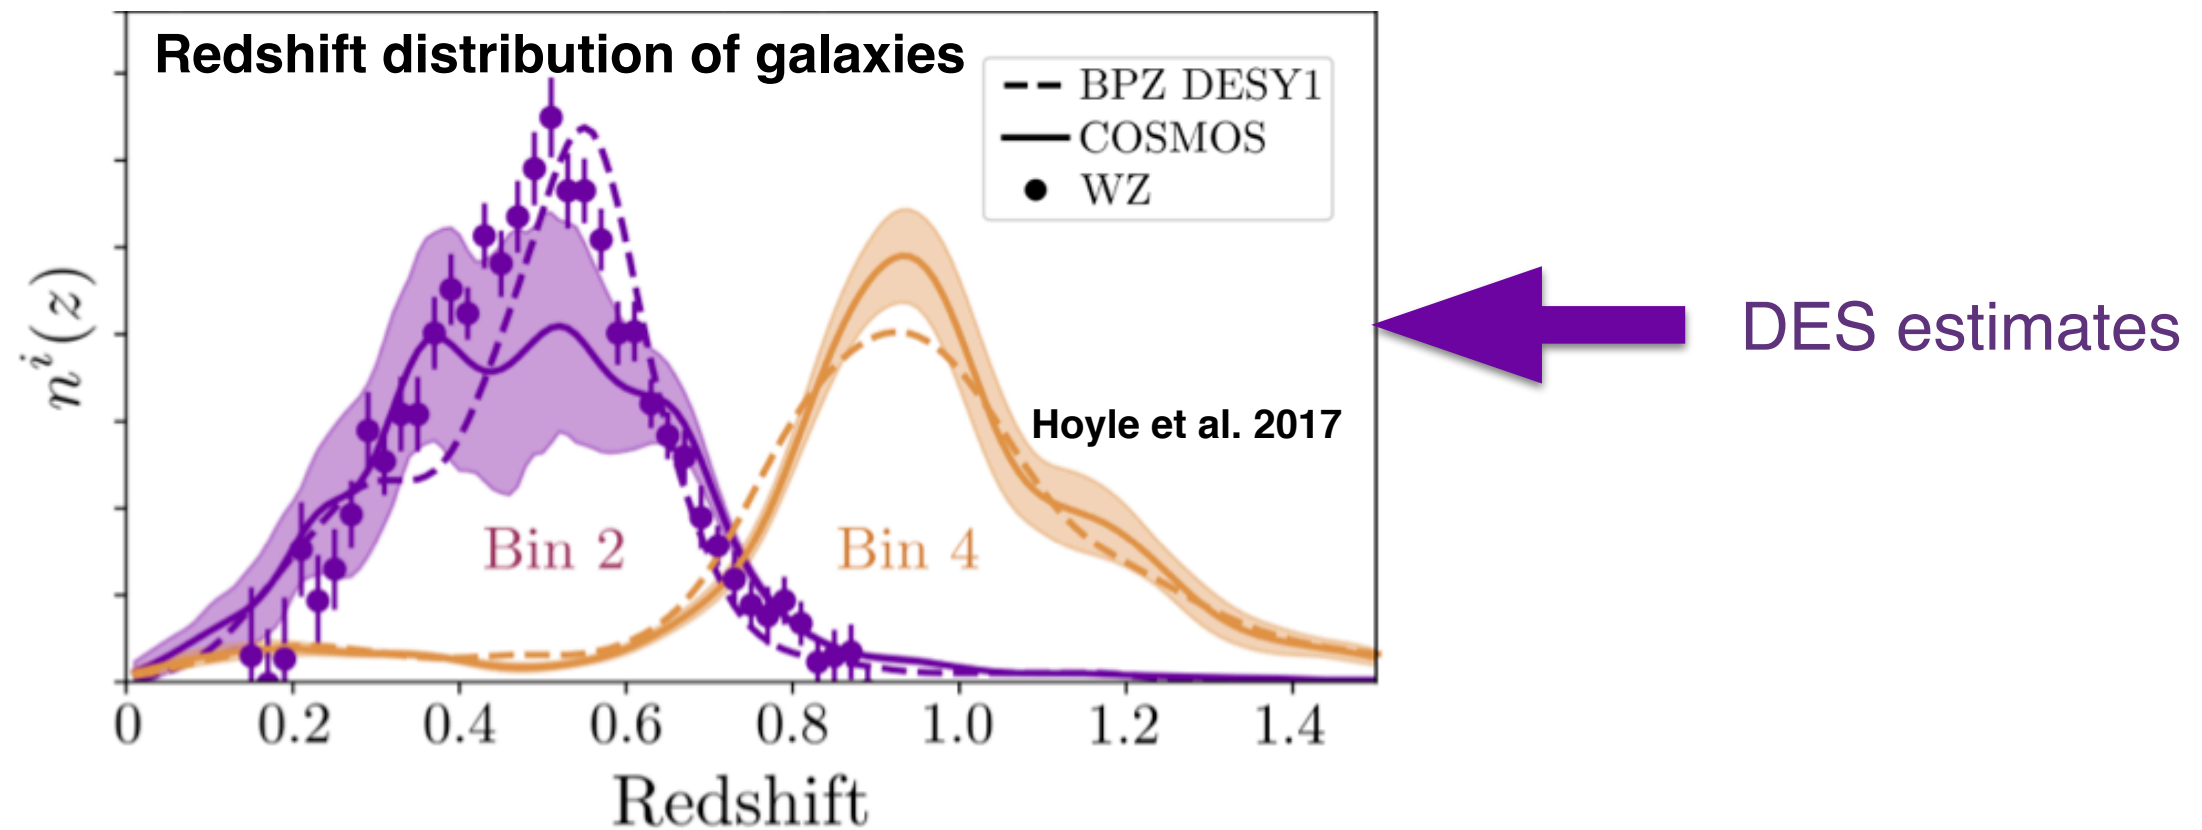 Redshift distribution of galaxies
BPZ DESY1
COSMOS
WZ
n^i(z)
DES estimates
Hoyle et al. 2017
Bin 2
Bin 4
0 0.2 0.4 0.6 0.8 1.0 1.2 1.4
Redshift